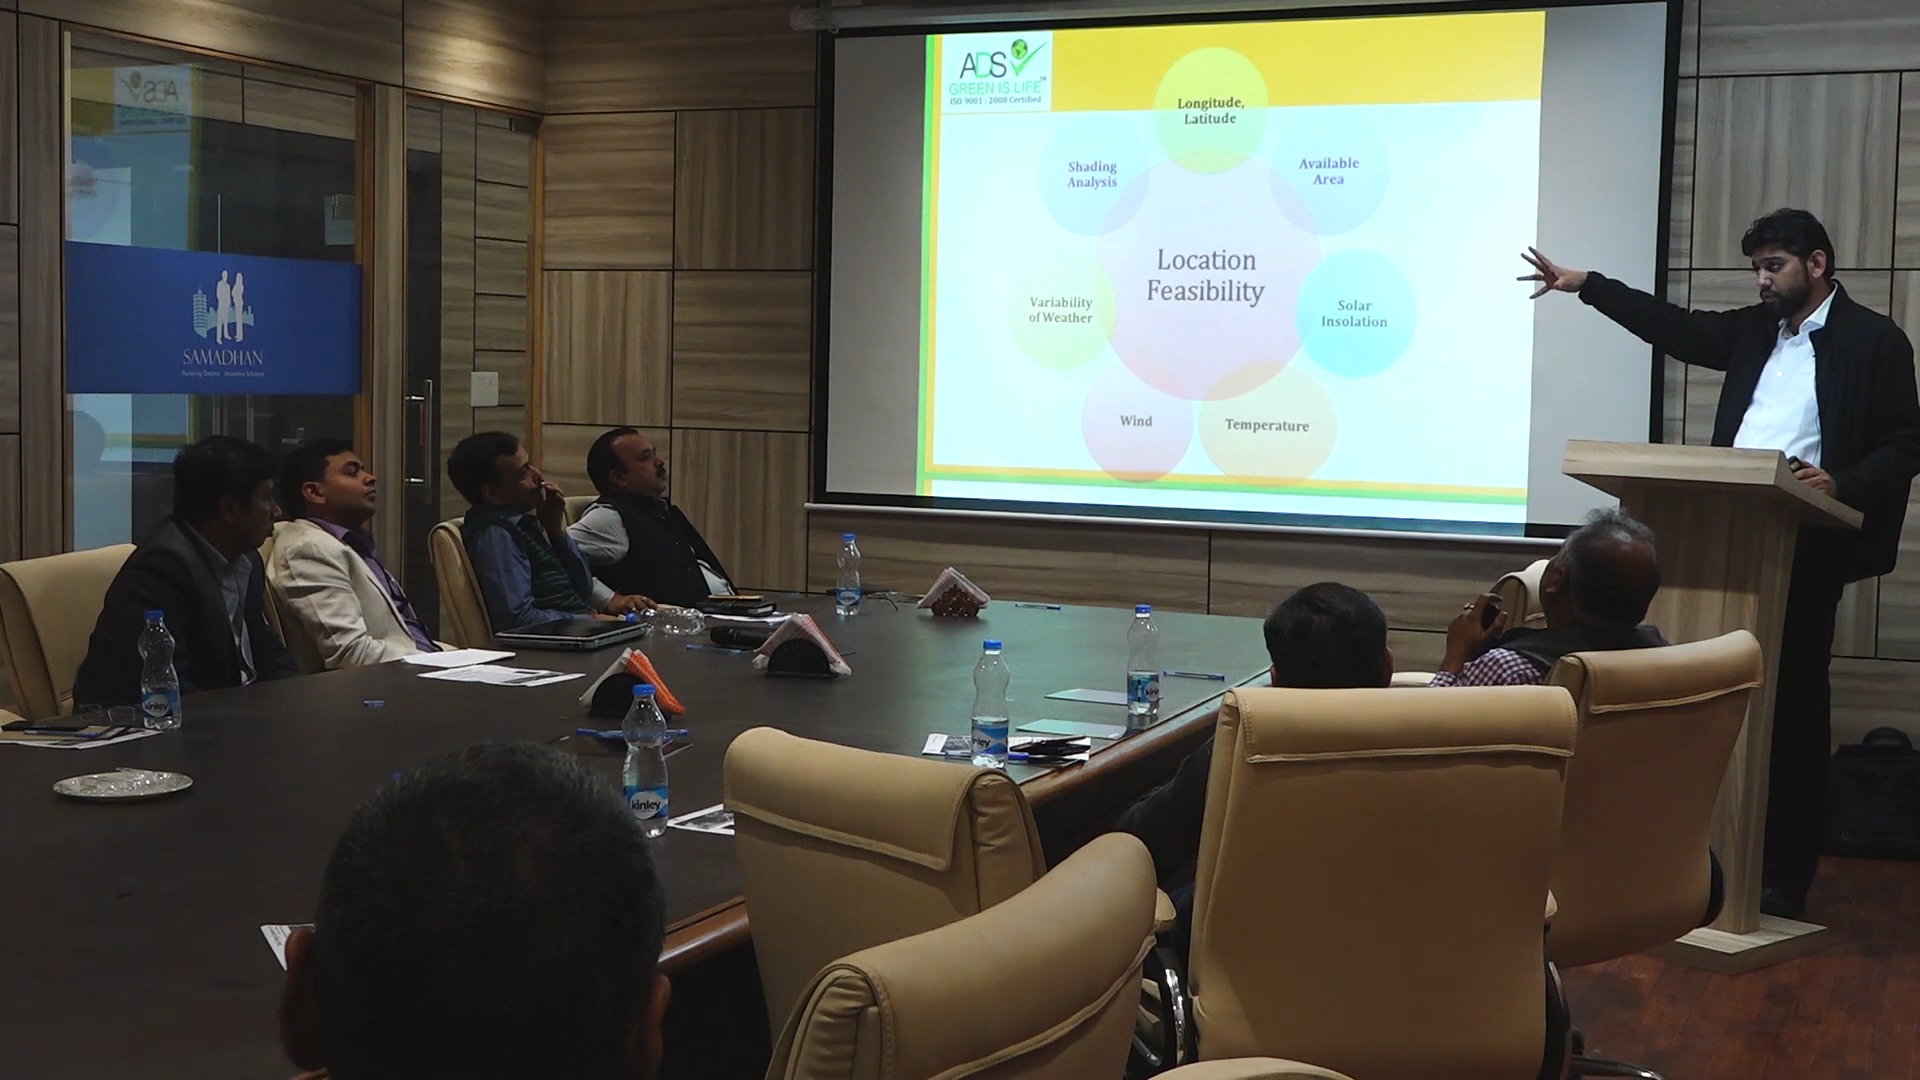 ADS
GREEN IS LIFE™
ISO 9001 : 2008 Certified
Longitude,
Latitude
Shading
Analysis
Available
Area
Location
Feasibility
Variability
of Weather
Solar
Insolation
Wind
Temperature
SAMADHAN
kinley
kinley
kinley
kinley